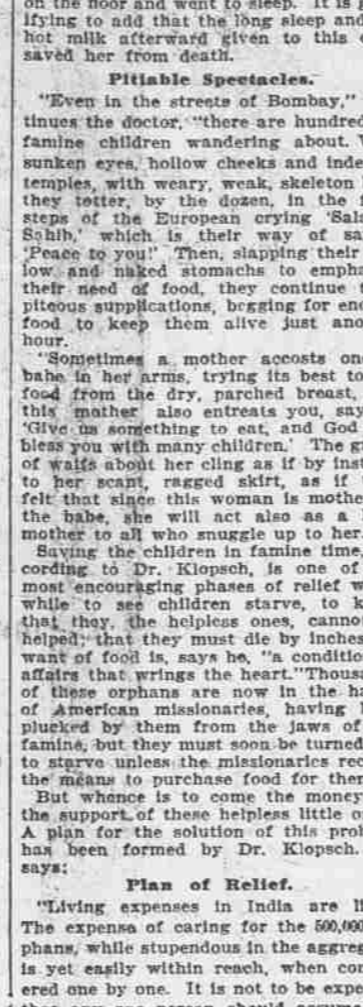 on the floor and went to sleep. It is g
ifying to add that the long sleep and
hot milk afterward given to this c
saved her from death.
Pitiable Spectacles.
"Even in the streets of Bombay,"
tinues the doctor, "there are hundred
famine children wandering about. W
sunken eyes, hollow cheeks and inde
temples, with weary, weak, skeleton
they totter, by the dozen, in the f
steps of the European crying 'Sala
Sahib,' which is their way of sa
'Peace to you!' Then, slapping their
low and naked stomachs to empha
their need of food, they continue t
piteous supplications, begging for eno
food to keep them alive just ano
hour.
"Sometimes a mother accosts one
babe in her arms, trying its best to
food from the dry, parched breast,
this mother also entreats you, say
'Give us something to eat, and God
bless you with many children.' The g
of waifs about her cling as if by inst
to her scant, ragged skirt, as if
felt that since this woman is mothe
the babe, she will act also as a
mother to all who snuggle up to her.
Saving the children in famine time,
cording to Dr. Klopsch, is one of
most encouraging phases of relief w
while to see children starve, to k
that they, the helpless ones, canno
helped; that they must die by inches
want of food is, says he, "a condition
affairs that wrings the heart."Thousa
of these orphans are now in the ha
of American missionaries, having b
plucked by them from the jaws of
famine, but they must soon be turned
to starve unless the missionaries rec
the means to purchase food for them
But whence is to come the money
the support of these helpless little o
A plan for the solution of this prob
has been formed by Dr. Klopsch.
says:
Plan of Relief.
"Living expenses in India are li
The expense of caring for the 500,000
phans, while stupendous in the aggreg
is yet easily within reach, when con
ered one by one. It is not to be expe